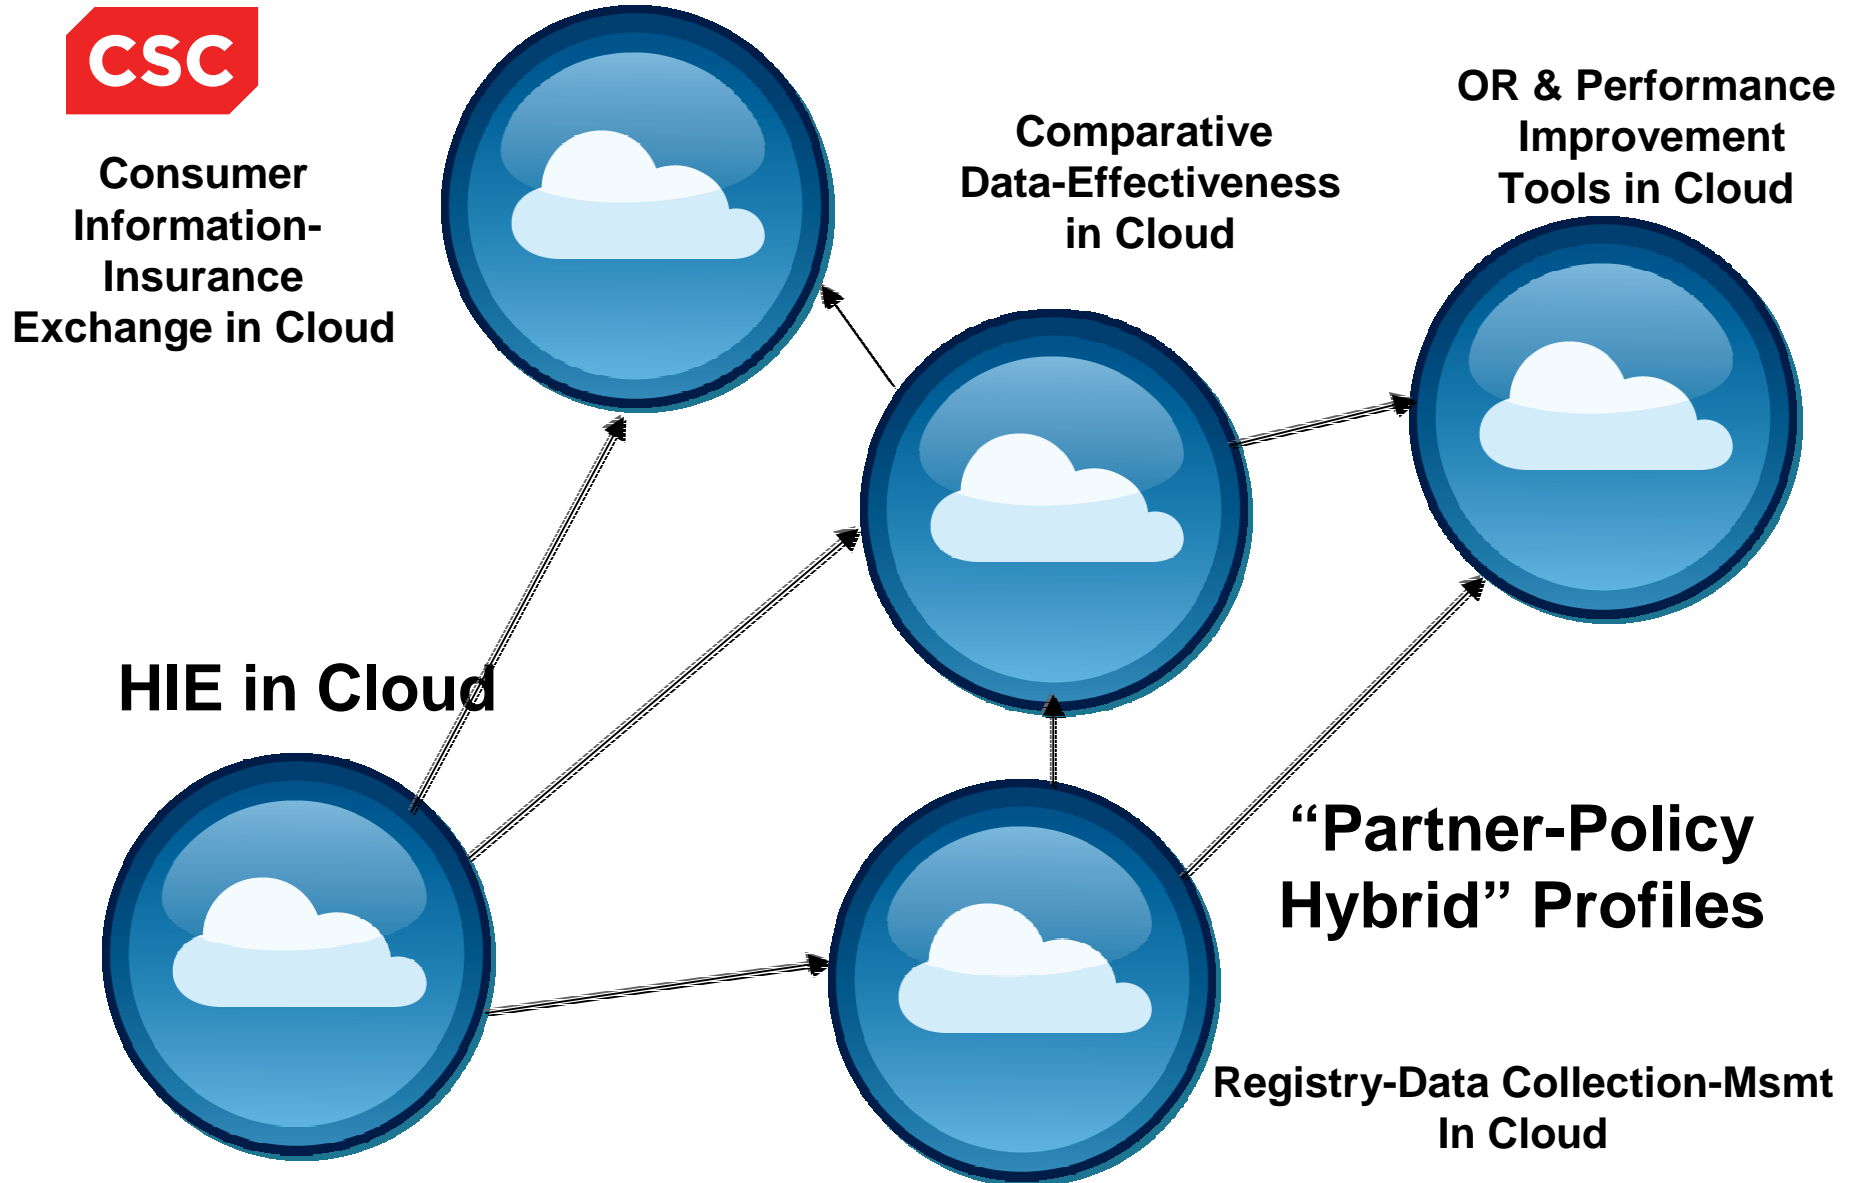 CSC
Consumer
Information-
Insurance
Exchange in Cloud
Comparative
Data-Effectiveness
in Cloud
OR & Performance
Improvement
Tools in Cloud
HIE in Cloud
“Partner-Policy
Hybrid” Profiles
Registry-Data Collection-Msmt
In Cloud